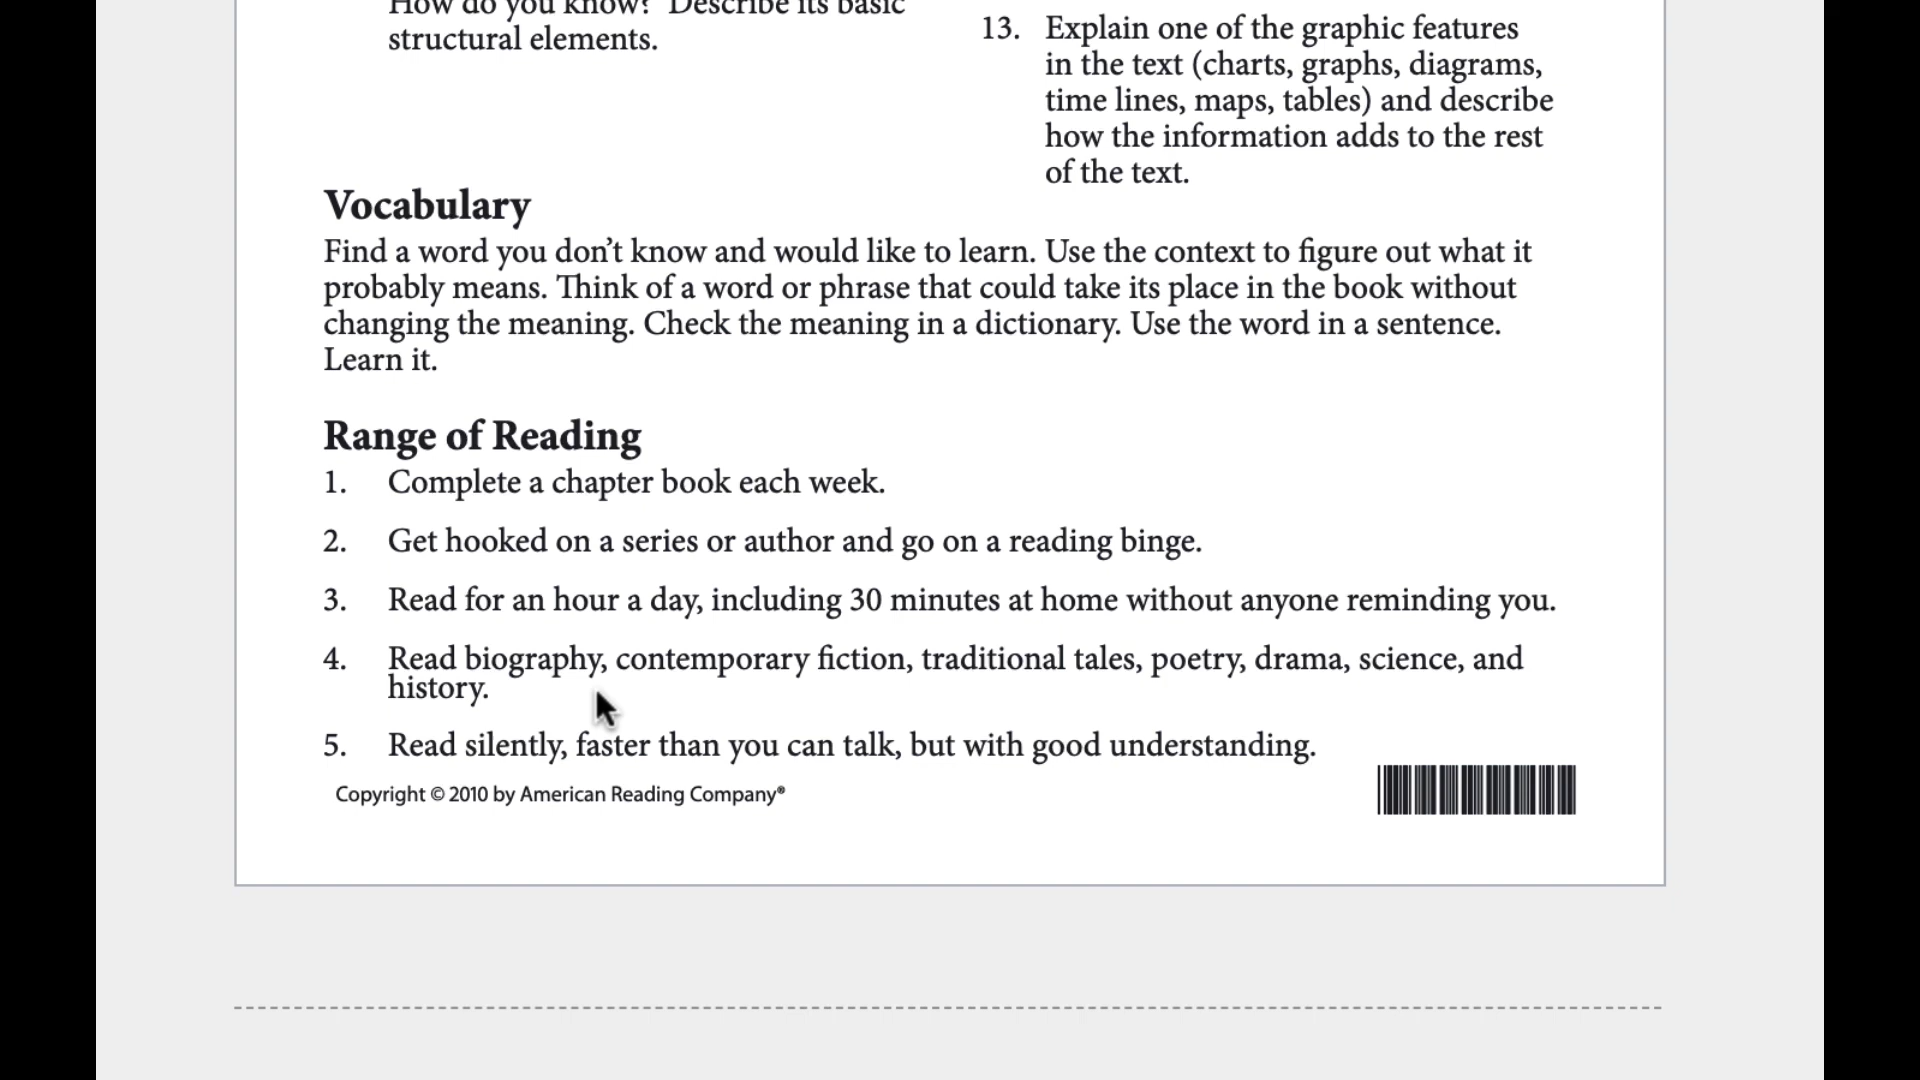 How do you know? Describe its basic
structural elements.
13. Explain one of the graphic features
in the text (charts, graphs, diagrams,
time lines, maps, tables) and describe
how the information adds to the rest
of the text.
Vocabulary
Find a word you don’t know and would like to learn. Use the context to figure out what it
probably means. Think of a word or phrase that could take its place in the book without
changing the meaning. Check the meaning in a dictionary. Use the word in a sentence.
Learn it.
Range of Reading
1. Complete a chapter book each week.
2. Get hooked on a series or author and go on a reading binge.
3. Read for an hour a day, including 30 minutes at home without anyone reminding you.
4. Read biography, contemporary fiction, traditional tales, poetry, drama, science, and
history.
5. Read silently, faster than you can talk, but with good understanding.
Copyright © 2010 by American Reading Company®